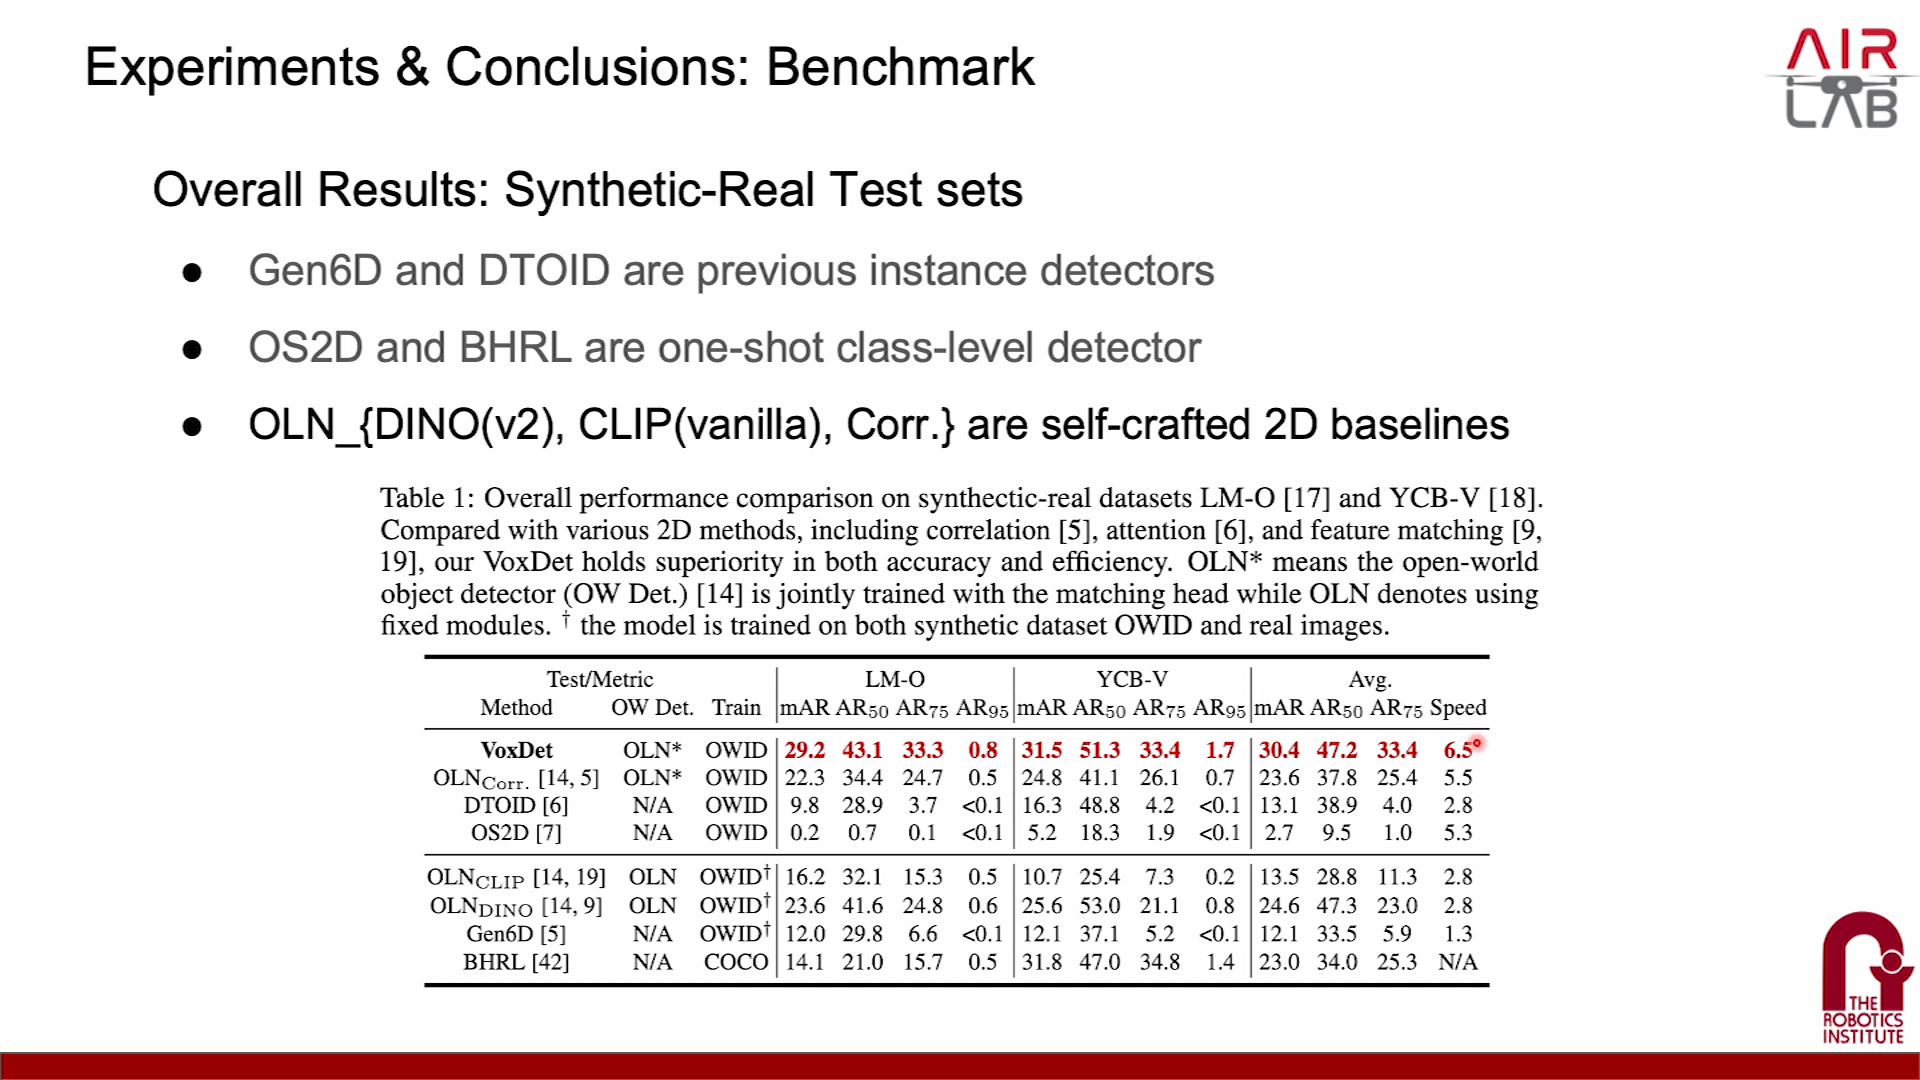 Experiments & Conclusions: Benchmark
AIR
LAB
Overall Results: Synthetic-Real Test sets
● Gen6D and DTOID are previous instance detectors
● OS2D and BHRL are one-shot class-level detector
● OLN_{DINO(v2), CLIP(vanilla), Corr.} are self-crafted 2D baselines
Table 1: Overall performance comparison on synthectic-real datasets LM-O [17] and YCB-V [18].
Compared with various 2D methods, including correlation [5], attention [6], and feature matching [9,
19], our VoxDet holds superiority in both accuracy and efficiency. OLN* means the open-world
object detector (OW Det.) [14] is jointly trained with the matching head while OLN denotes using
fixed modules. † the model is trained on both synthetic dataset OWID and real images.
Test/Metric LM-O YCB-V Avg.
Method OW Det. Train mAR AR50 AR75 AR95 mAR AR50 AR75 AR95 mAR AR50 AR75 Speed
VoxDet OLN* OWID 29.2 43.1 33.3 0.8 31.5 51.3 33.4 1.7 30.4 47.2 33.4 6.5
OLNCorr. [14, 5] OLN* OWID 22.3 34.4 24.7 0.5 24.8 41.1 26.1 0.7 23.6 37.8 25.4 5.5
DTOID [6] N/A OWID 9.8 28.9 3.7 <0.1 16.3 48.8 4.2 <0.1 13.1 38.9 4.0 2.8
OS2D [7] N/A OWID 0.2 0.7 0.1 <0.1 5.2 18.3 1.9 <0.1 2.7 9.5 1.0 5.3
OLNCLIP [14, 19] OLN OWID† 16.2 32.1 15.3 0.5 10.7 25.4 7.3 0.2 13.5 28.8 11.3 2.8
OLNDINO [14, 9] OLN OWID† 23.6 41.6 24.8 0.6 25.6 53.0 21.1 0.8 24.6 47.3 23.0 2.8
Gen6D [5] N/A OWID† 12.0 29.8 6.6 <0.1 12.1 37.1 5.2 <0.1 12.1 33.5 5.9 1.3
BHRL [42] N/A COCO 14.1 21.0 15.7 0.5 31.8 47.0 34.8 1.4 23.0 34.0 25.3 N/A
THE
ROBOTICS
INSTITUTE